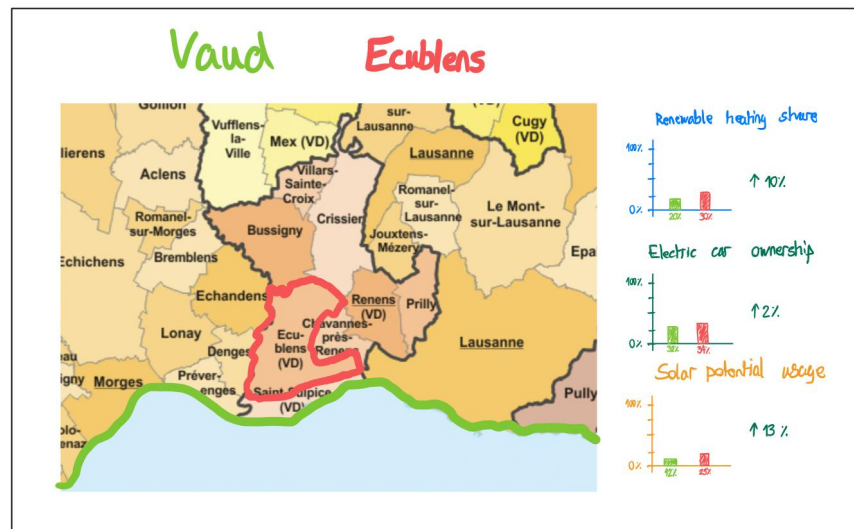 Vaud Ecublens
Gollion
Vufflens-
la-
Ville
Mex (VD)
sur-
Lausanne
Cugy
(VD)
llierens
Aclens
Villars-
Sainte-
Croix
Lausanne
Romanel-
sur-Morges
Romanel-
sur-
Lausanne
Le Mont-
sur-Lausanne
Crissier
Bussigny
Jouxtens-
Mézery
Epa
Echichens
Bremblens
Echandens
Renens
(VD)
Prilly
Lonay
Ecu-
blens
(VD)
Chavannes-
près-
Renens
Denges
Lausanne
Morges
Préver-
enges
Saint-Sulpice
(VD)
Pully
igny
Renewable heating share
100%
0%
20% 30%
↑ 10%
Electric car ownership
100%
0%
32% 34%
↑ 2%
Solar potential usage
100%
0%
12% 25%
↑ 13%